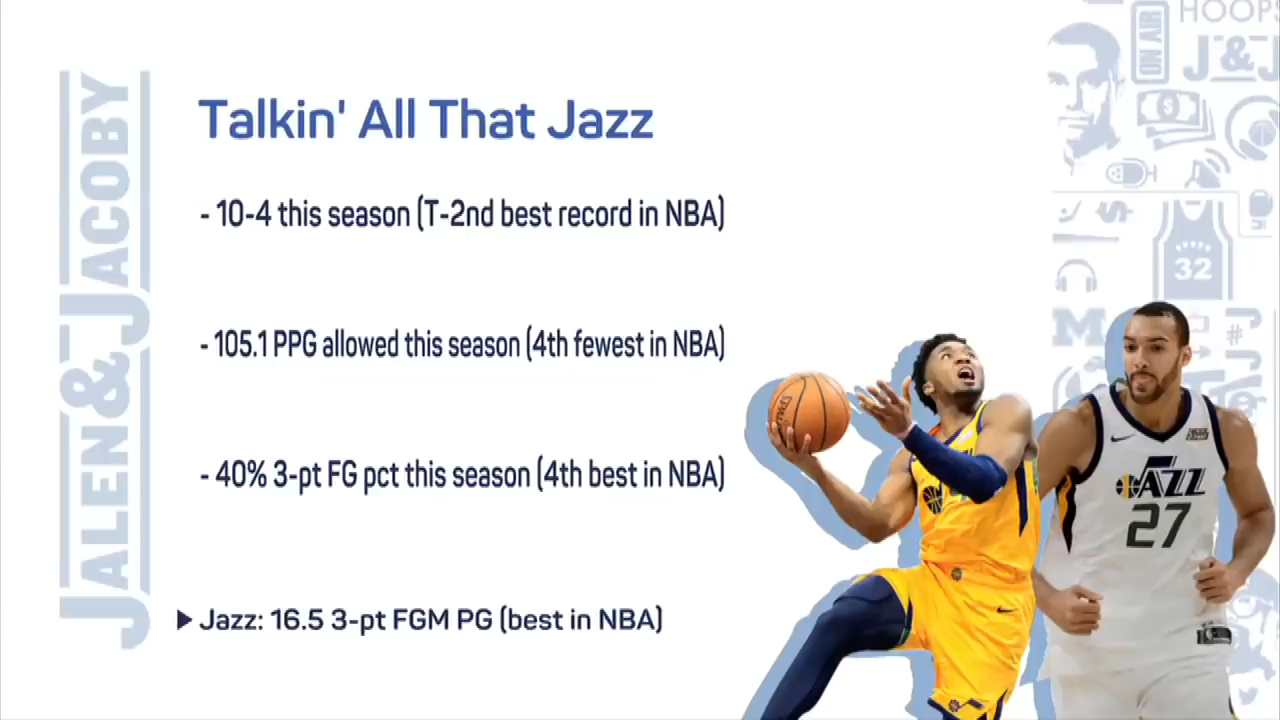 JALEN & JACOBY
Talkin' All That Jazz
- 10-4 this season (T-2nd best record in NBA)
- 105.1 PPG allowed this season (4th fewest in NBA)
- 40% 3-pt FG pct this season (4th best in NBA)
▶ Jazz: 16.5 3-pt FGM PG (best in NBA)
ON AIR
HOOPS
J&J
$
32
M
#
JAZZ
27